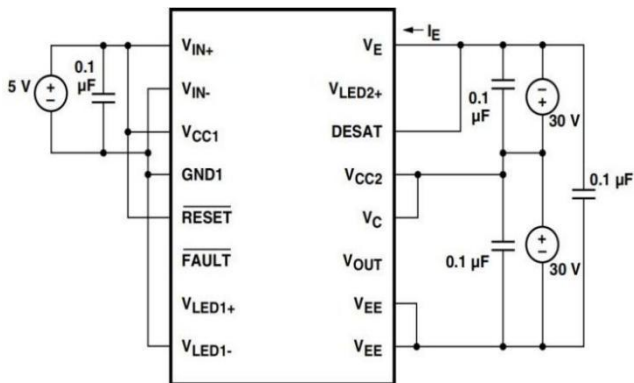 5 V
+
−
0.1
µF
V_IN+
V_IN-
V_CC1
GND1
RESET
FAULT
V_LED1+
V_LED1-
V_E
V_LED2+
DESAT
V_CC2
V_C
V_OUT
V_EE
V_EE
I_E
0.1
µF
−
+
30 V
0.1 µF
0.1 µF
+
−
30 V